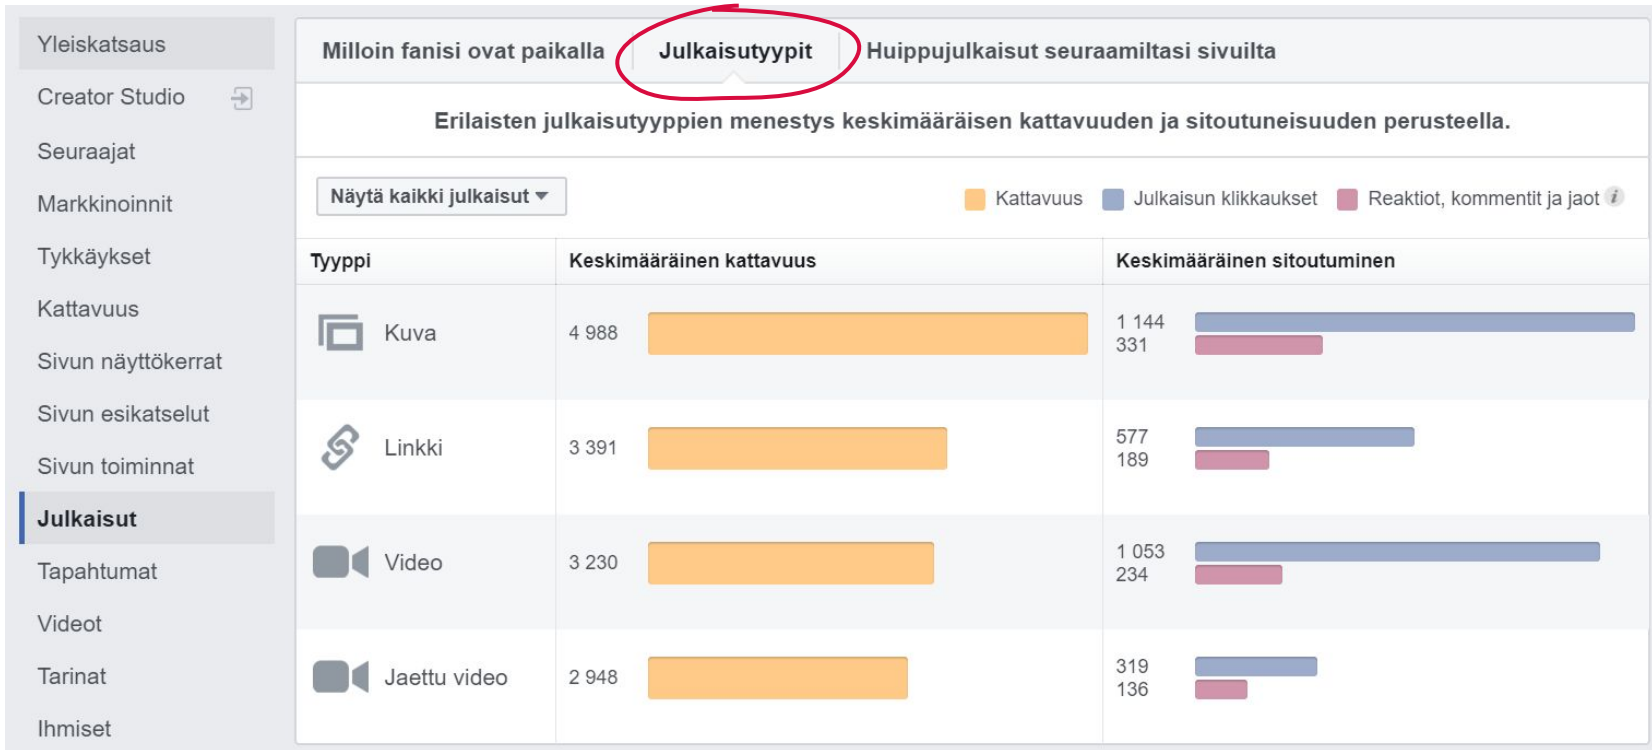 Yleiskatsaus
Creator Studio
Seuraajat
Markkinoinnit
Tykkäykset
Kattavuus
Sivun näyttökerrat
Sivun esikatselut
Sivun toiminnat
Julkaisut
Tapahtumat
Videot
Tarinat
Ihmiset
Milloin fanisi ovat paikalla Julkaisutyypit Huippujulkaisut seuraamiltasi sivuilta
Erilaisten julkaisutyyppien menestys keskimääräisen kattavuuden ja sitoutuneisuuden perusteella.
Näytä kaikki julkaisut Kattavuus Julkaisun klikkaukset Reaktiot, kommentit ja jaot i
Tyyppi Keskimääräinen kattavuus Keskimääräinen sitoutuminen
Kuva 4 988 1 144
331
Linkki 3 391 577
189
Video 3 230 1 053
234
Jaettu video 2 948 319
136